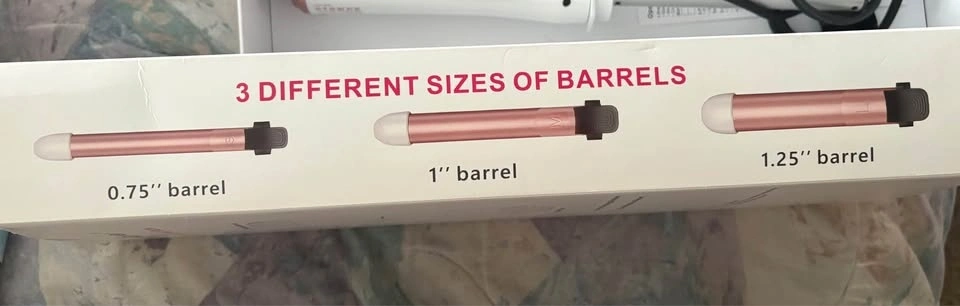 3 DIFFERENT SIZES OF BARRELS
S
M
L
0.75'' barrel
1'' barrel
1.25'' barrel